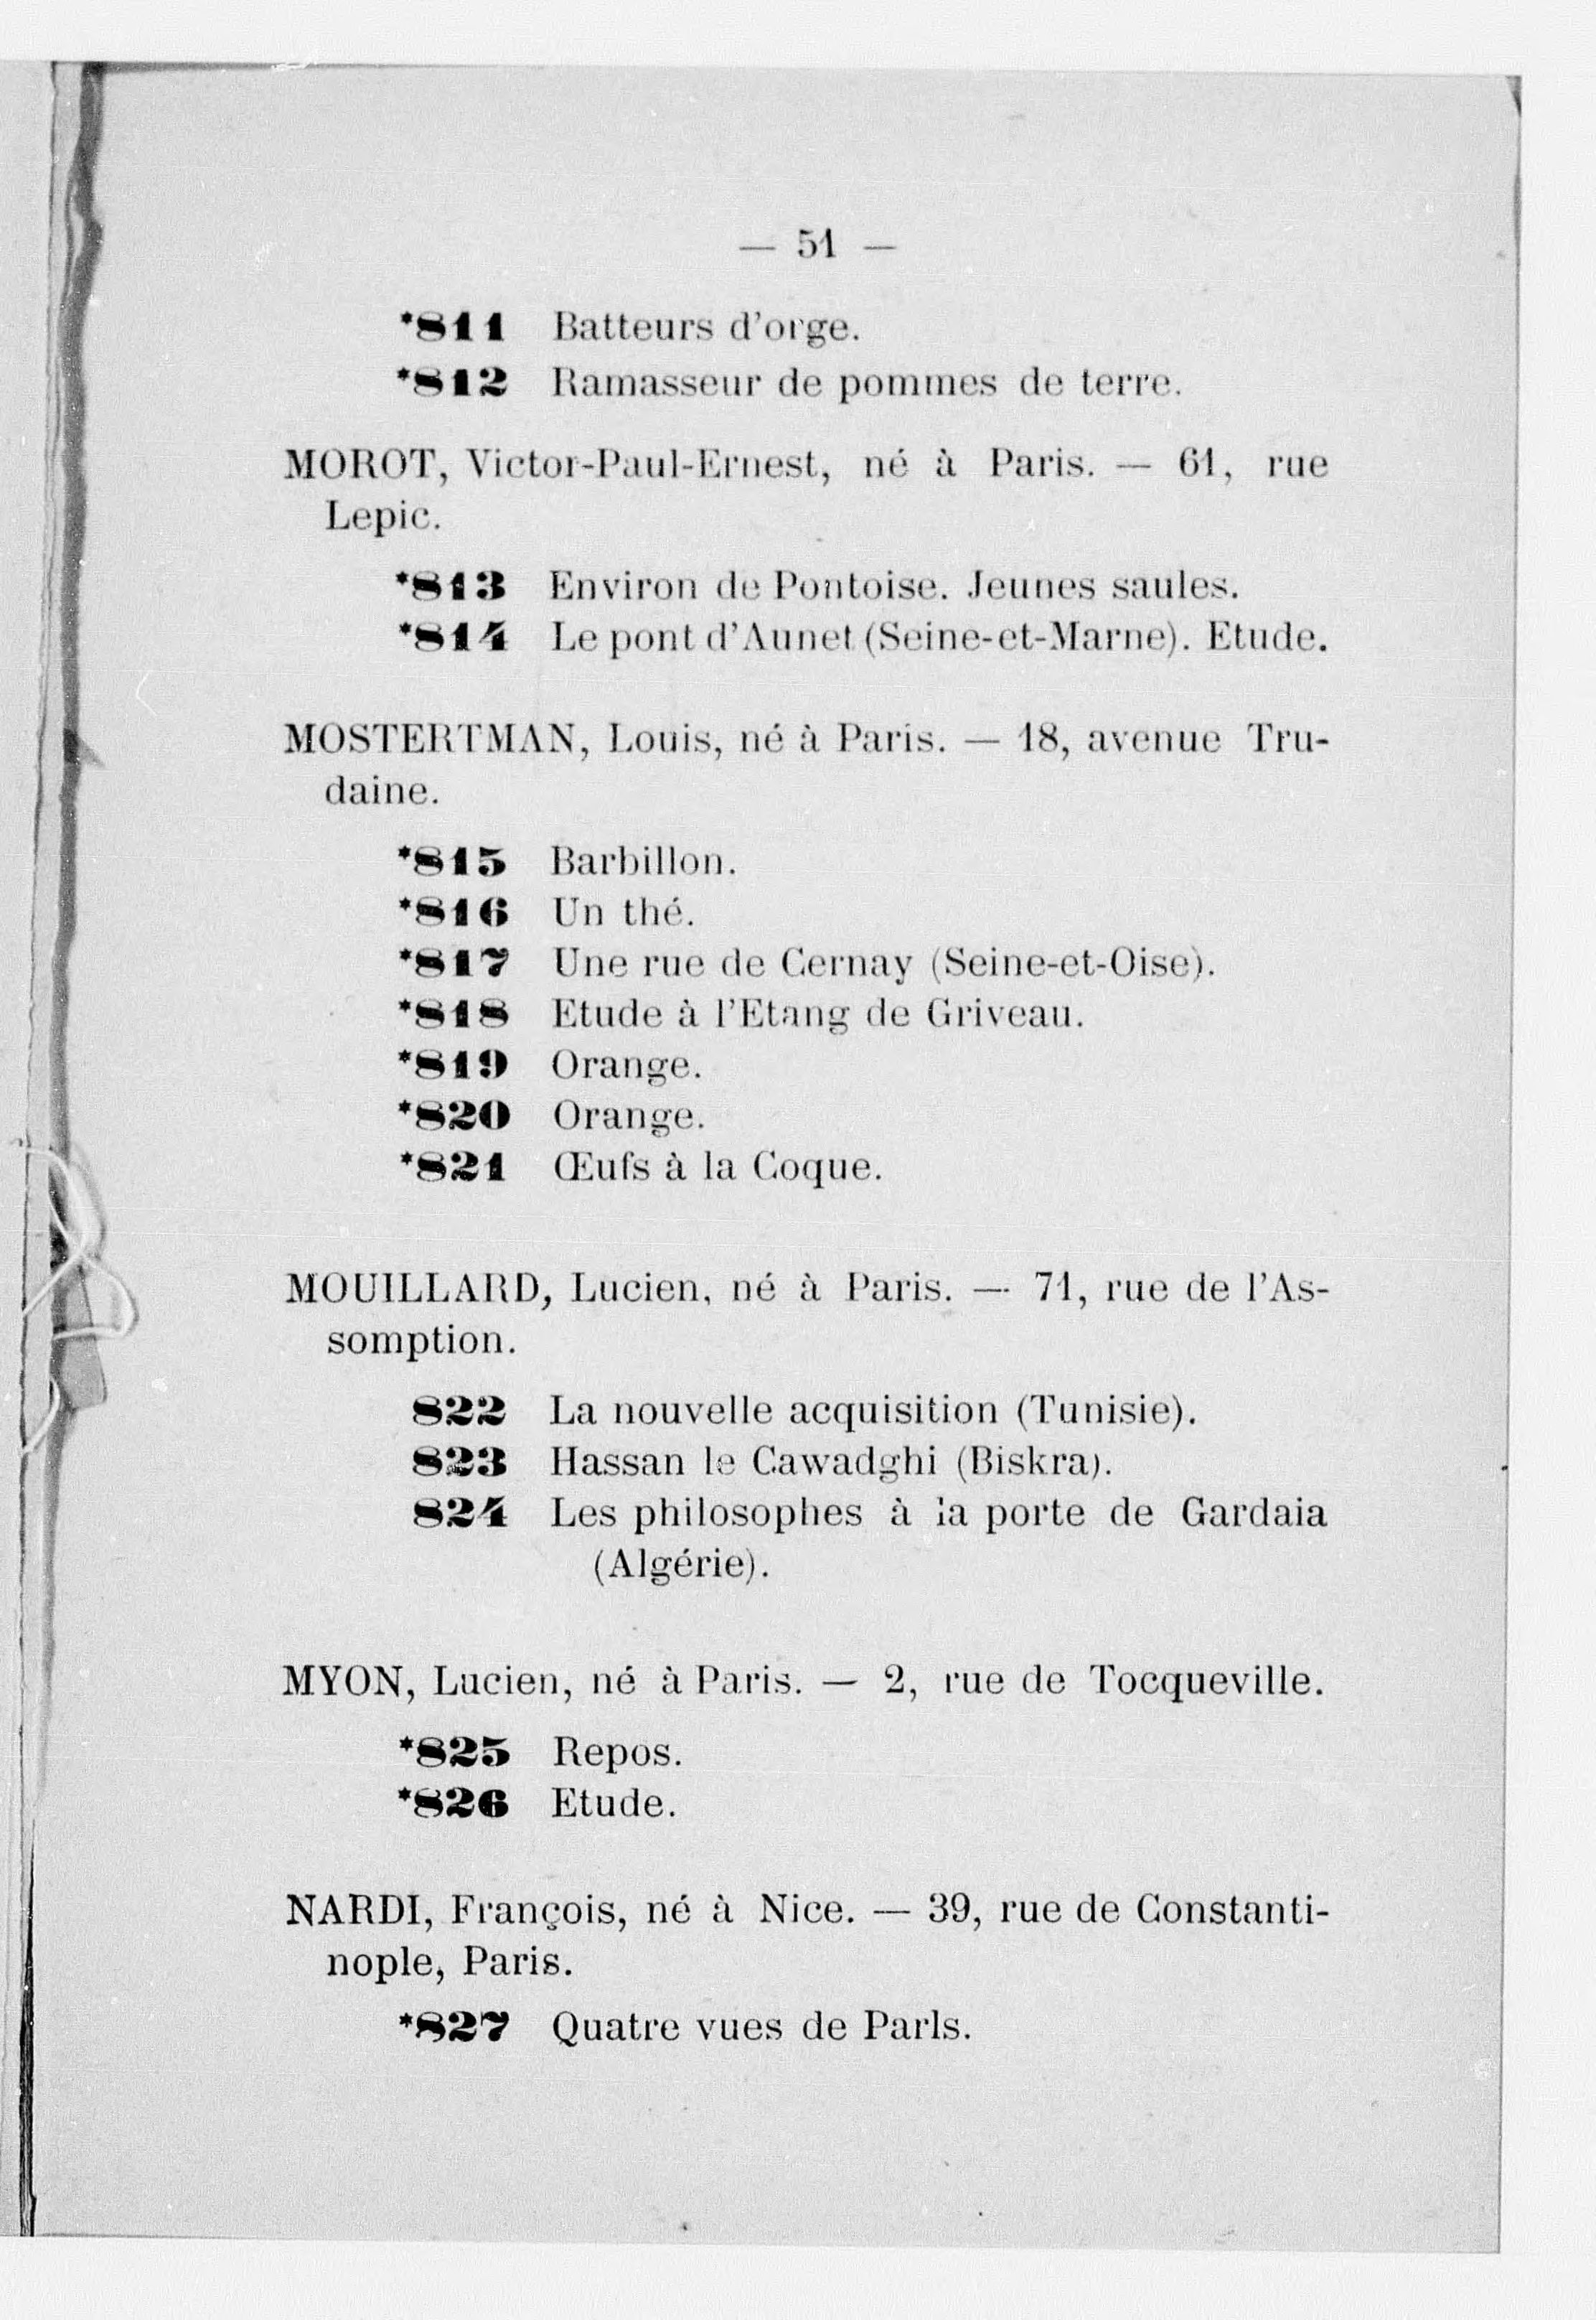 — 51 —
*811 Batteurs d'orge.
*812 Ramasseur de pommes de terre.
MOROT, Victor-Paul-Ernest, né à Paris. — 61, rue
Lepic.
*813 Environ de Pontoise. Jeunes saules.
*814 Le pont d'Aunet (Seine-et-Marne). Etude.
MOSTERTMAN, Louis, né à Paris. — 18, avenue Tru-
daine.
*815 Barbillon.
*816 Un thé.
*817 Une rue de Cernay (Seine-et-Oise).
*818 Etude à l'Etang de Griveau.
*819 Orange.
*820 Orange.
*821 Œufs à la Coque.
MOUILLARD, Lucien, né à Paris. — 71, rue de l'As-
somption.
822 La nouvelle acquisition (Tunisie).
823 Hassan le Cawadghi (Biskra).
824 Les philosophes à la porte de Gardaia
(Algérie).
MYON, Lucien, né à Paris. — 2, rue de Tocqueville.
*825 Repos.
*826 Etude.
NARDI, François, né à Nice. — 39, rue de Constanti-
nople, Paris.
*827 Quatre vues de Parls.